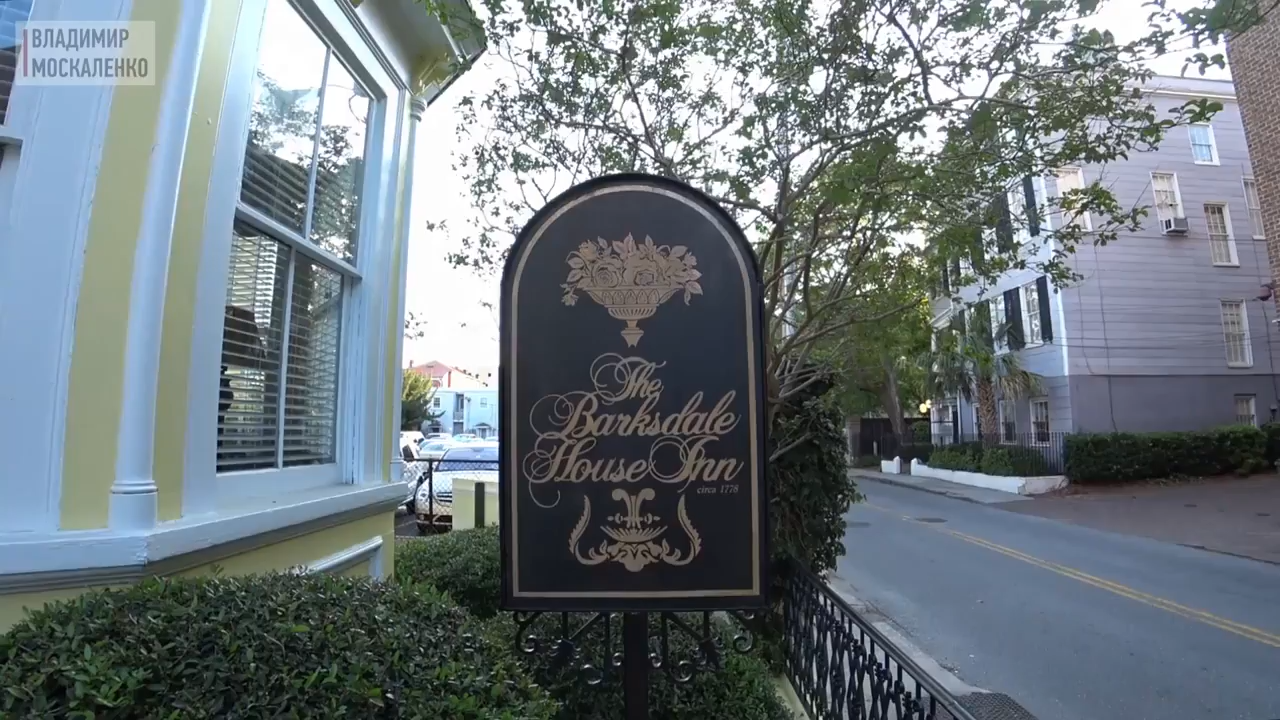 ВЛАДИМИР
МОСКАЛЕНКО
The
Barksdale
House Inn
circa 1778